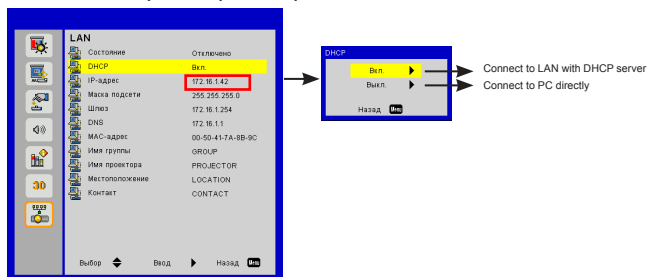 LAN
Состояние Отключено
DHCP Вкл.
IP-адрес 172.16.1.42
Маска подсети 255.255.255.0
Шлюз 172.16.1.254
DNS 172.16.1.1
MAC-адрес 00-50-41-7A-8B-9C
Имя группы GROUP
Имя проектора PROJECTOR
Местоположение LOCATION
Контакт CONTACT
3D
Выбор Ввод Назад Menu
DHCP
Вкл. Connect to LAN with DHCP server
Выкл. Connect to PC directly
Назад Menu